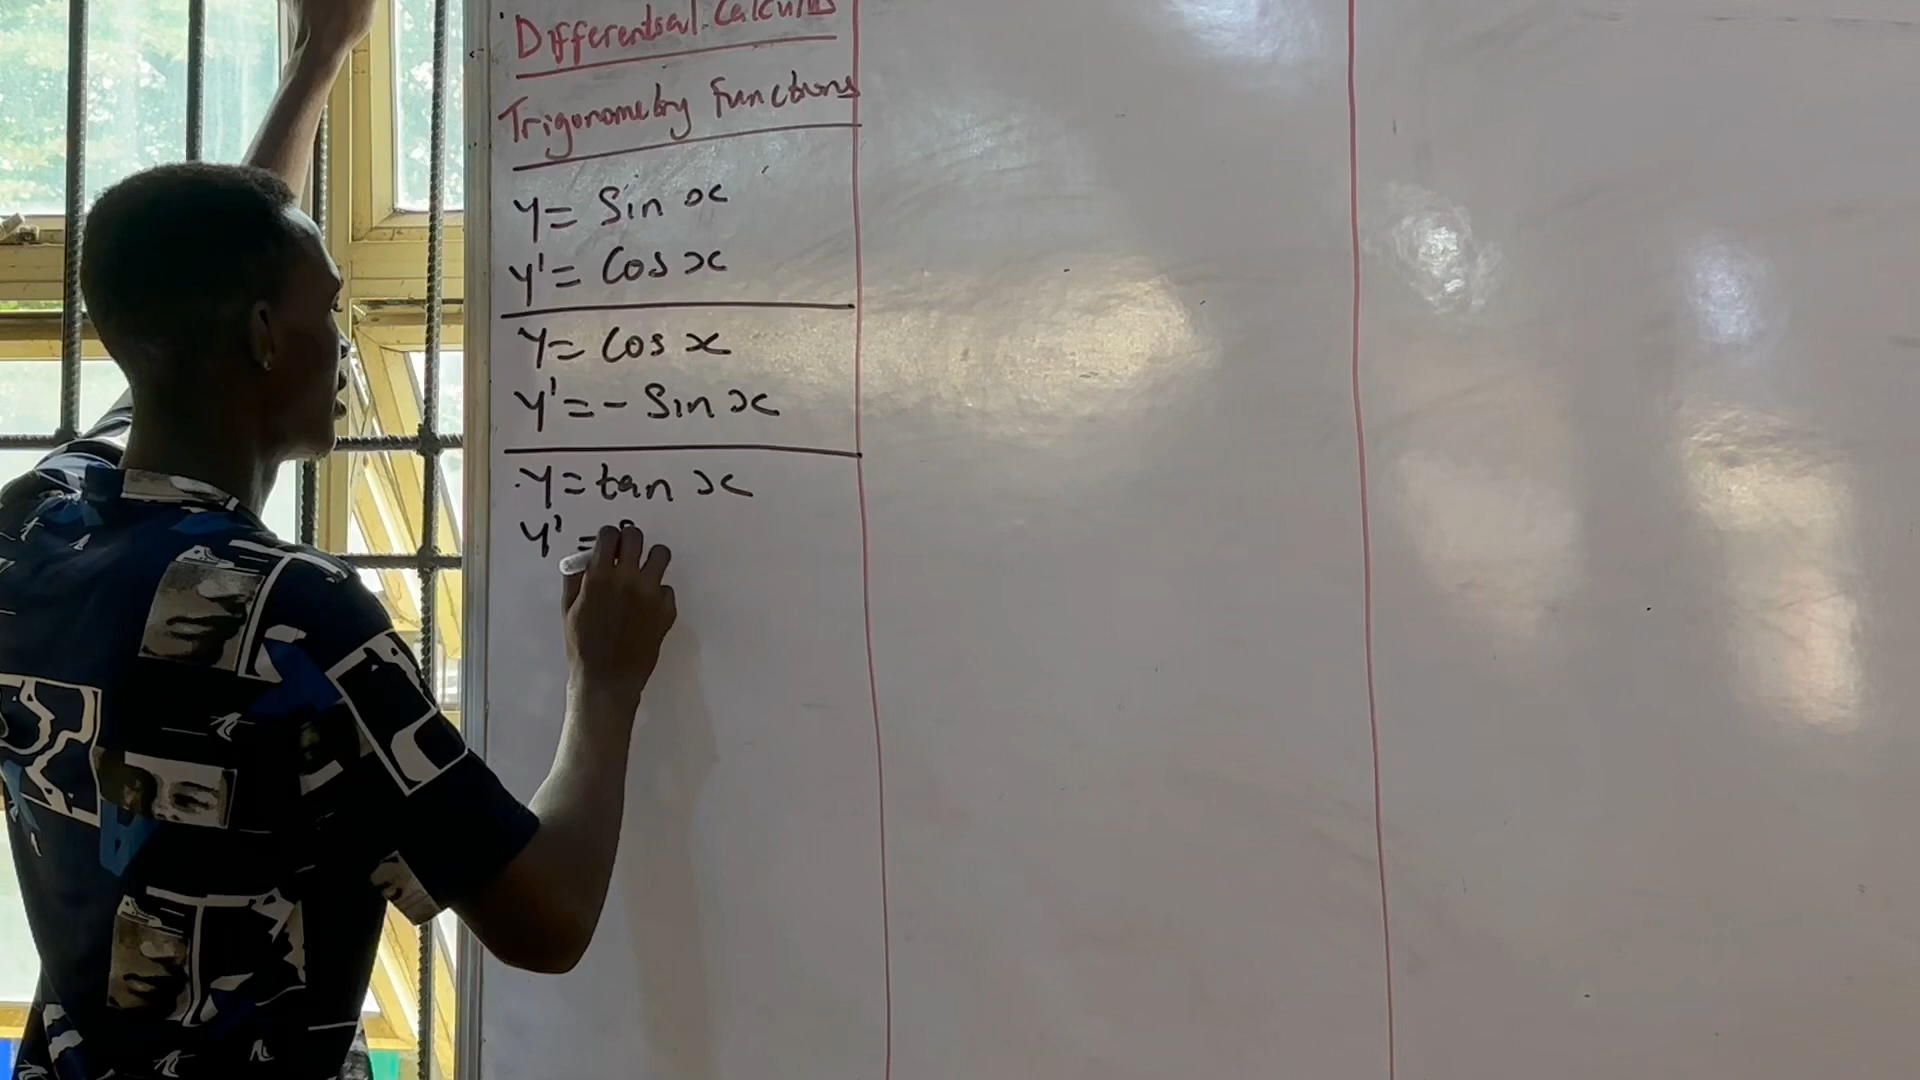 Differential Calculus
Trigonometry Functions
y = Sin x
y' = Cos x
y = Cos x
y' = - Sin x
y = tan x
y' =